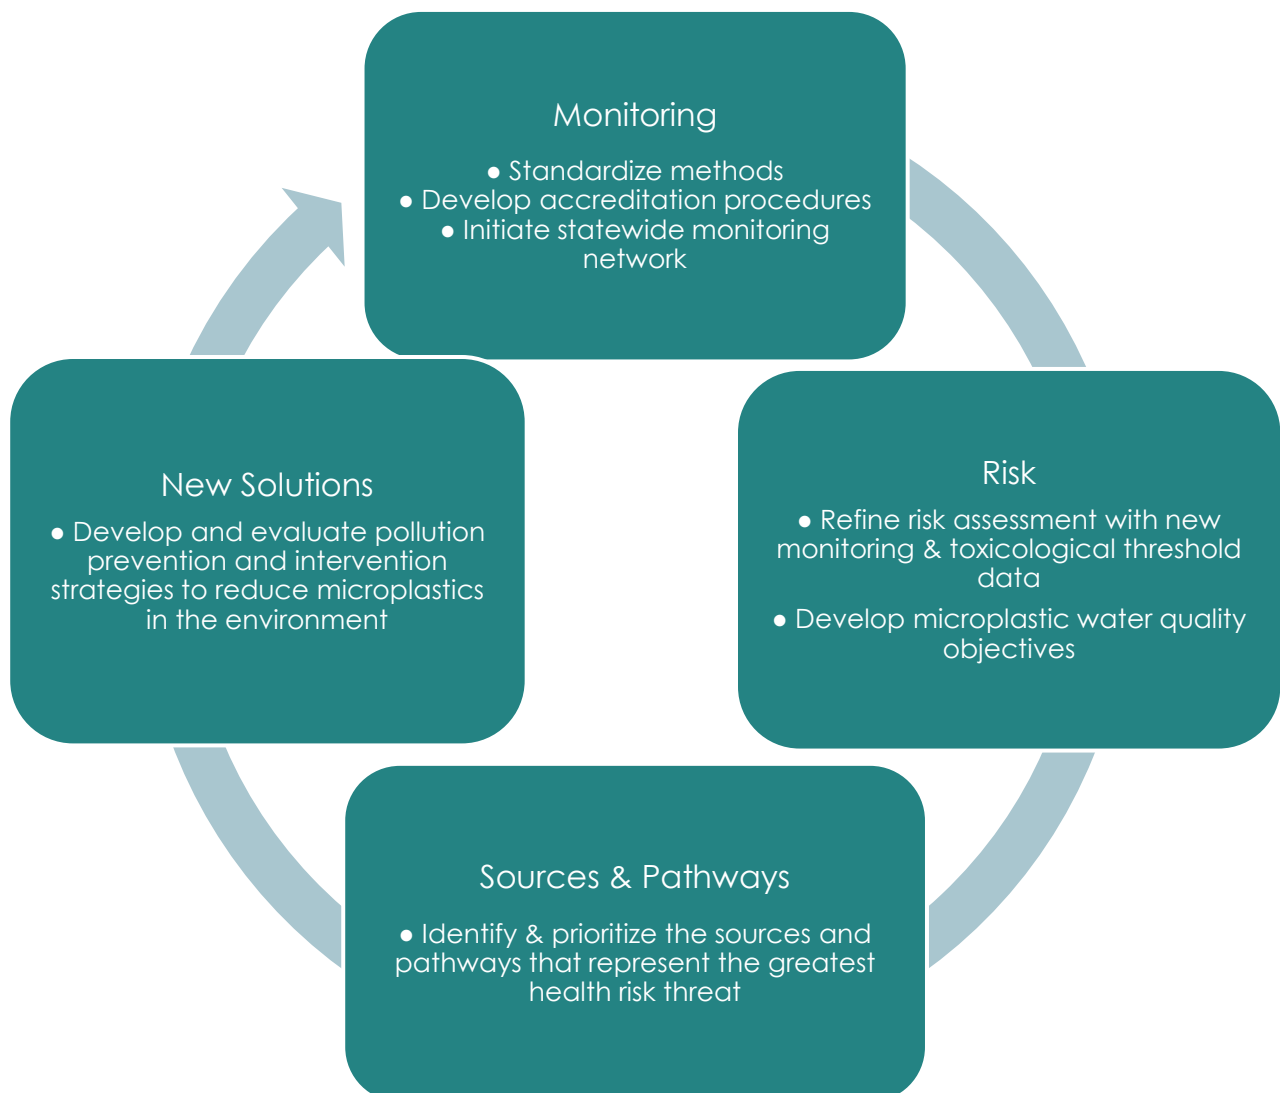 Monitoring
● Standardize methods
● Develop accreditation procedures
● Initiate statewide monitoring
network
Risk
● Refine risk assessment with new
monitoring & toxicological threshold
data
● Develop microplastic water quality
objectives
Sources & Pathways
● Identify & prioritize the sources and
pathways that represent the greatest
health risk threat
New Solutions
● Develop and evaluate pollution
prevention and intervention
strategies to reduce microplastics
in the environment